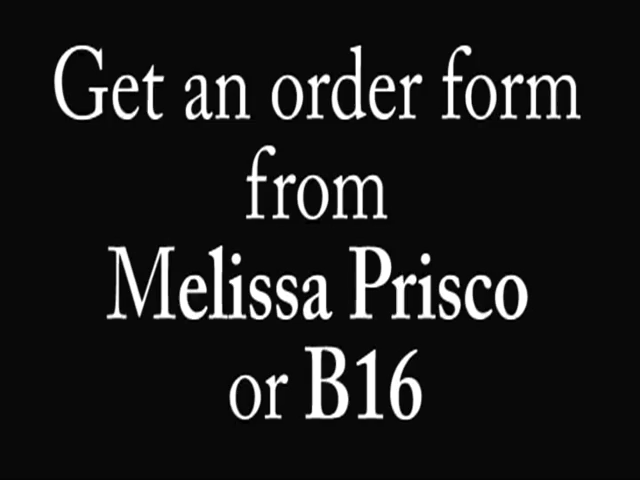 Get an order form
from
Melissa Prisco
or B16